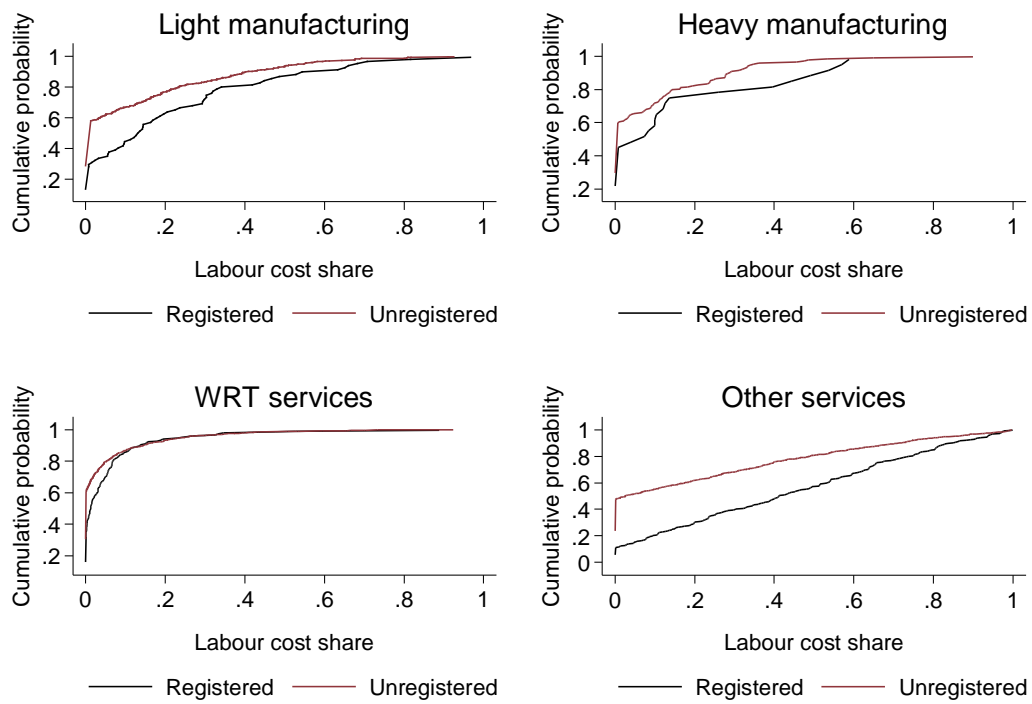 Light manufacturing
Cumulative probability
1
.8
.6
.4
.2
0 .2 .4 .6 .8 1
Labour cost share
Registered Unregistered
Heavy manufacturing
Cumulative probability
1
.8
.6
.4
.2
0 .2 .4 .6 .8 1
Labour cost share
Registered Unregistered
WRT services
Cumulative probability
1
.8
.6
.4
.2
0 .2 .4 .6 .8 1
Labour cost share
Registered Unregistered
Other services
Cumulative probability
1
.8
.6
.4
.2
0
0 .2 .4 .6 .8 1
Labour cost share
Registered Unregistered